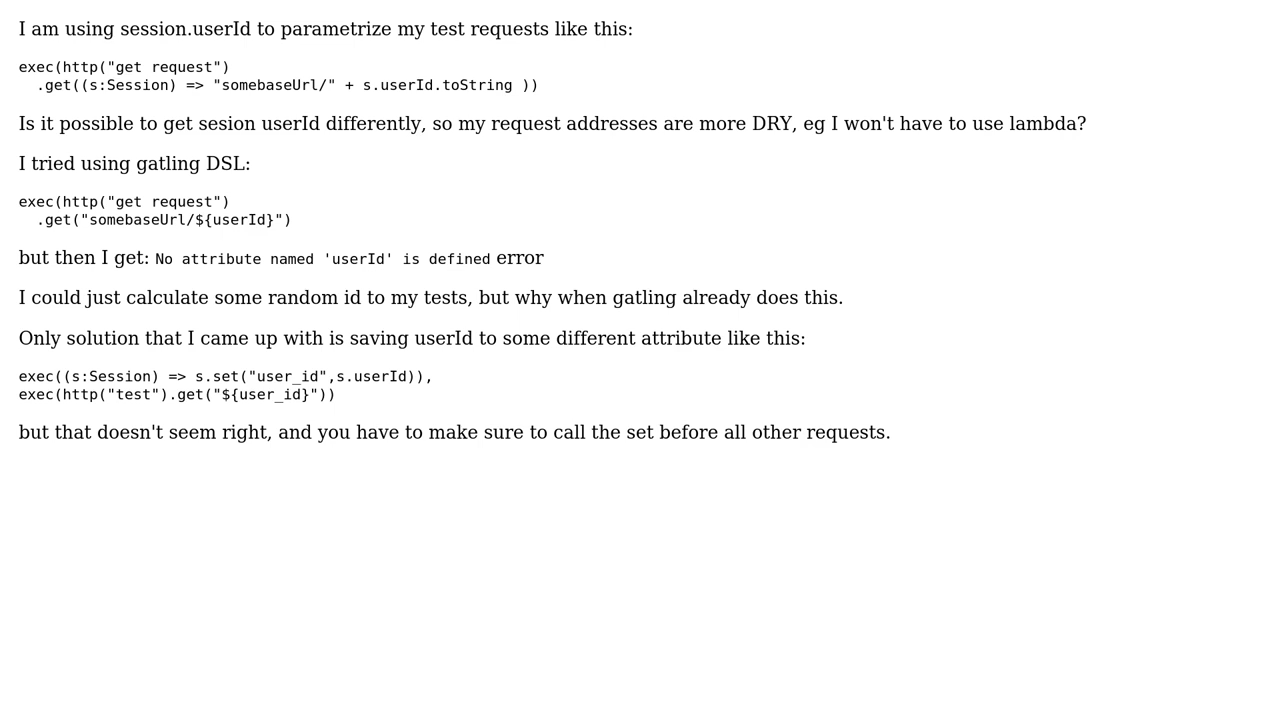 I am using session.userId to parametrize my test requests like this:
exec(http("get request")
  .get((s:Session) => "somebaseUrl/" + s.userId.toString ))
Is it possible to get sesion userId differently, so my request addresses are more DRY, eg I won't have to use lambda?
I tried using gatling DSL:
exec(http("get request")
  .get("somebaseUrl/${userId}")
but then I get: No attribute named 'userId' is defined error
I could just calculate some random id to my tests, but why when gatling already does this.
Only solution that I came up with is saving userId to some different attribute like this:
exec((s:Session) => s.set("user_id",s.userId)),
exec(http("test").get("${user_id}"))
but that doesn't seem right, and you have to make sure to call the set before all other requests.